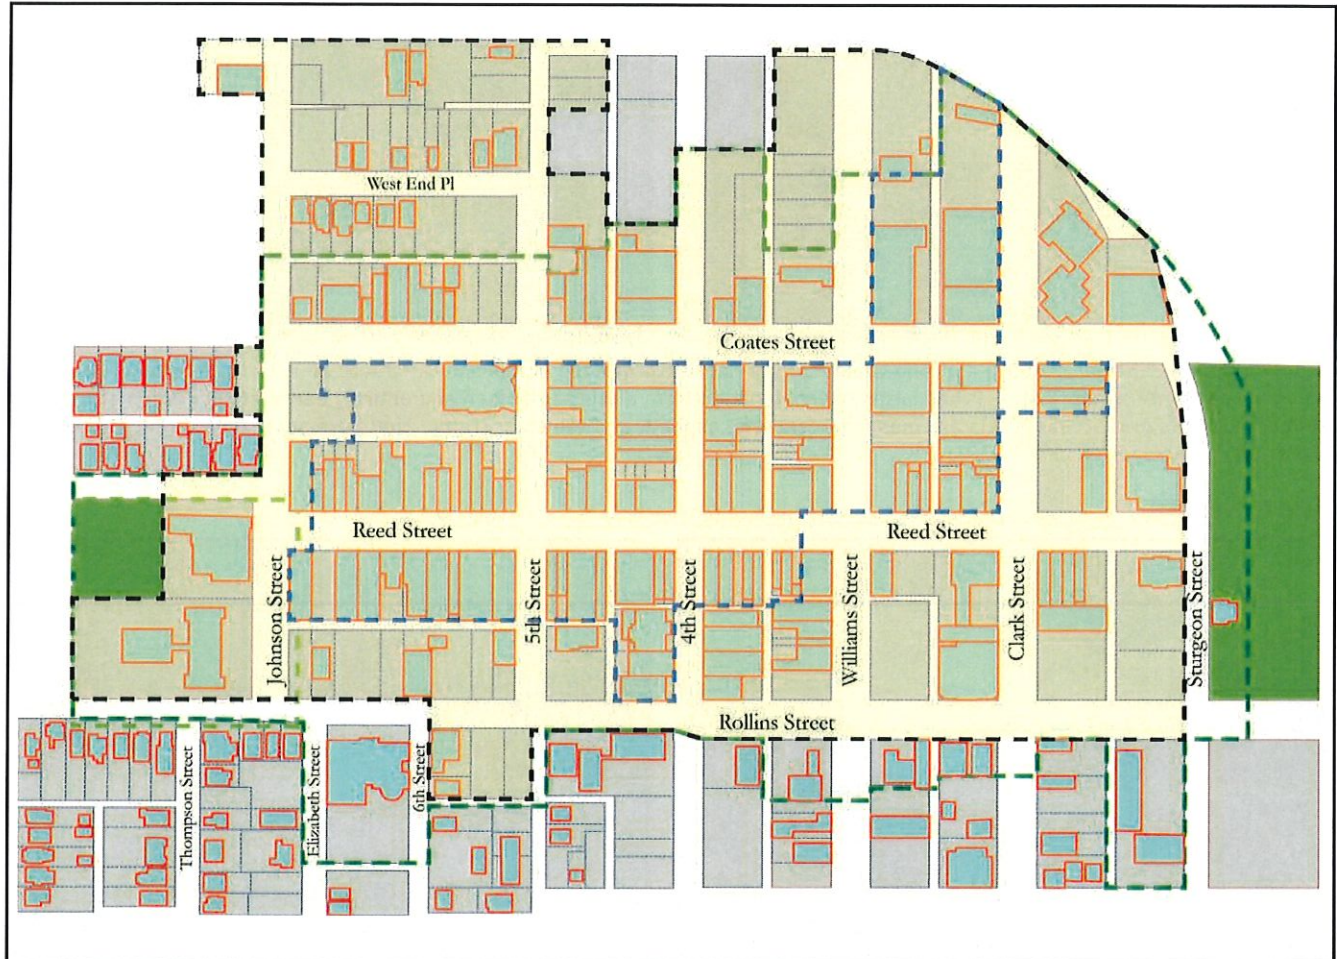 West End Pl
Coates Street
Reed Street
Reed Street
Johnson Street
5th Street
4th Street
Williams Street
Clark Street
Sturgeon Street
Rollins Street
Thompson Street
Elizabeth Street
6th Street